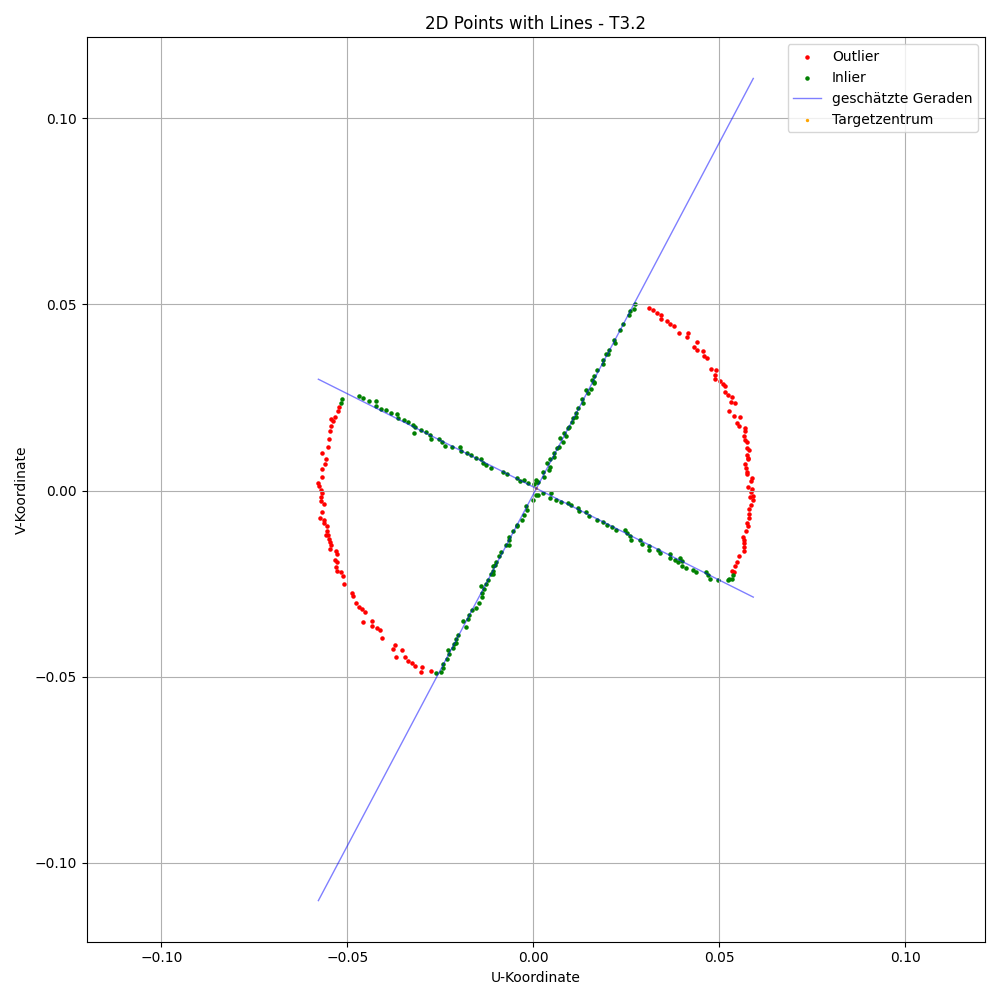 2D Points with Lines - T3.2
Outlier
Inlier
geschätzte Geraden
Targetzentrum
V-Koordinate
0.10
0.05
0.00
−0.05
−0.10
−0.10
−0.05
0.00
0.05
0.10
U-Koordinate